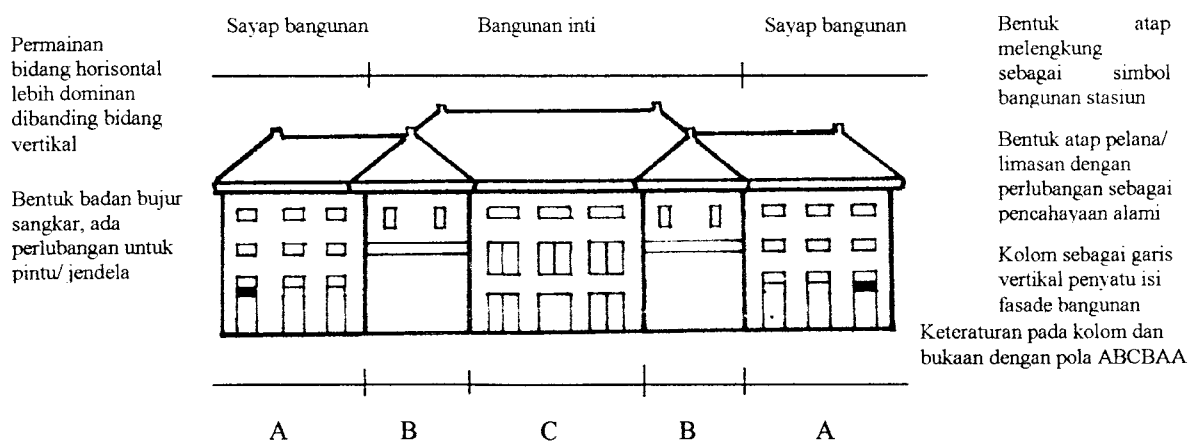 Sayap bangunan
Bangunan inti
Sayap bangunan
Permainan
bidang horisontal
lebih dominan
dibanding bidang
vertikal
Bentuk badan bujur
sangkar, ada
perlubangan untuk
pintu/ jendela
Bentuk atap
melengkung
sebagai simbol
bangunan stasiun
Bentuk atap pelana/
limasan dengan
perlubangan sebagai
pencahayaan alami
Kolom sebagai garis
vertikal penyatu isi
fasade bangunan
Keteraturan pada kolom dan
bukaan dengan pola ABCBAA
A B C B A